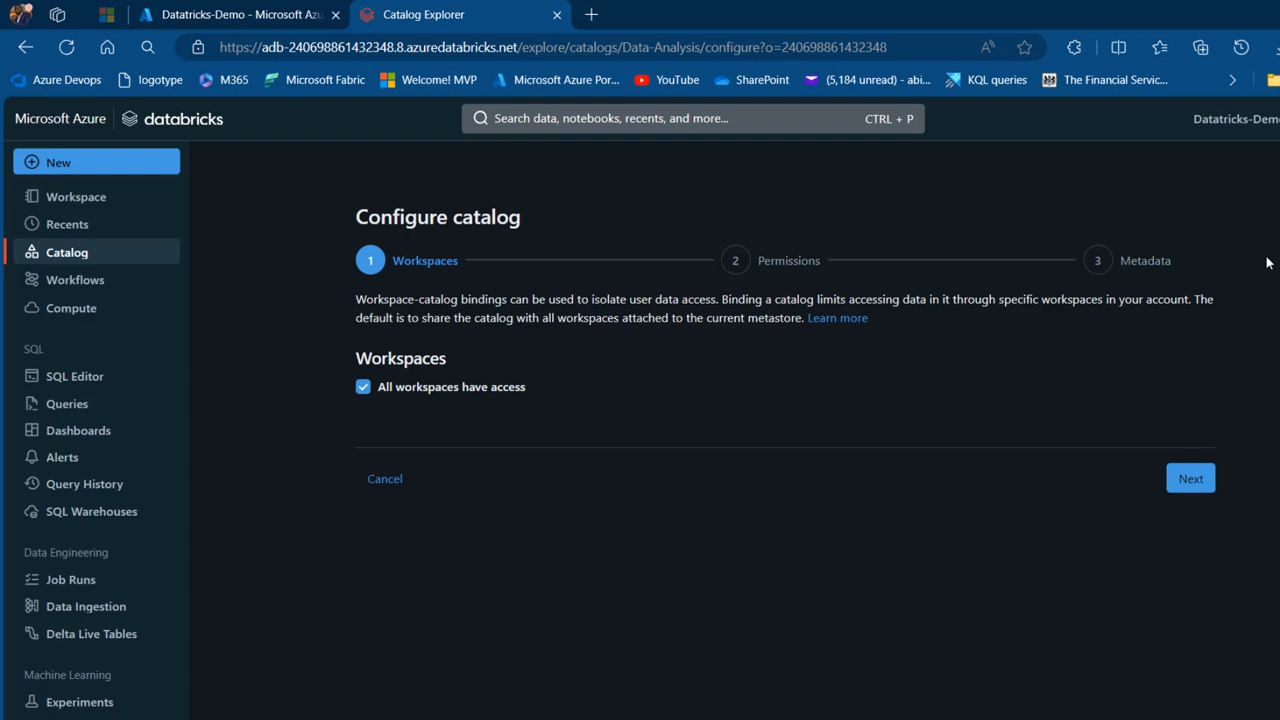 Datatricks-Demo - Microsoft Azu
Catalog Explorer
https://adb-240698861432348.8.azuredatabricks.net/explore/catalogs/Data-Analysis/configure?o=240698861432348
Azure Devops
logotype
M365
Microsoft Fabric
Welcome! MVP
Microsoft Azure Por...
YouTube
SharePoint
(5,184 unread) - abi...
KQL queries
The Financial Servic...
Microsoft Azure
databricks
Search data, notebooks, recents, and more...
CTRL + P
Datatricks-Demo
New
Workspace
Recents
Catalog
Workflows
Compute
SQL
SQL Editor
Queries
Dashboards
Alerts
Query History
SQL Warehouses
Data Engineering
Job Runs
Data Ingestion
Delta Live Tables
Machine Learning
Experiments
Configure catalog
1 Workspaces
2 Permissions
3 Metadata
Workspace-catalog bindings can be used to isolate user data access. Binding a catalog limits accessing data in it through specific workspaces in your account. The
default is to share the catalog with all workspaces attached to the current metastore. Learn more
Workspaces
All workspaces have access
Cancel
Next